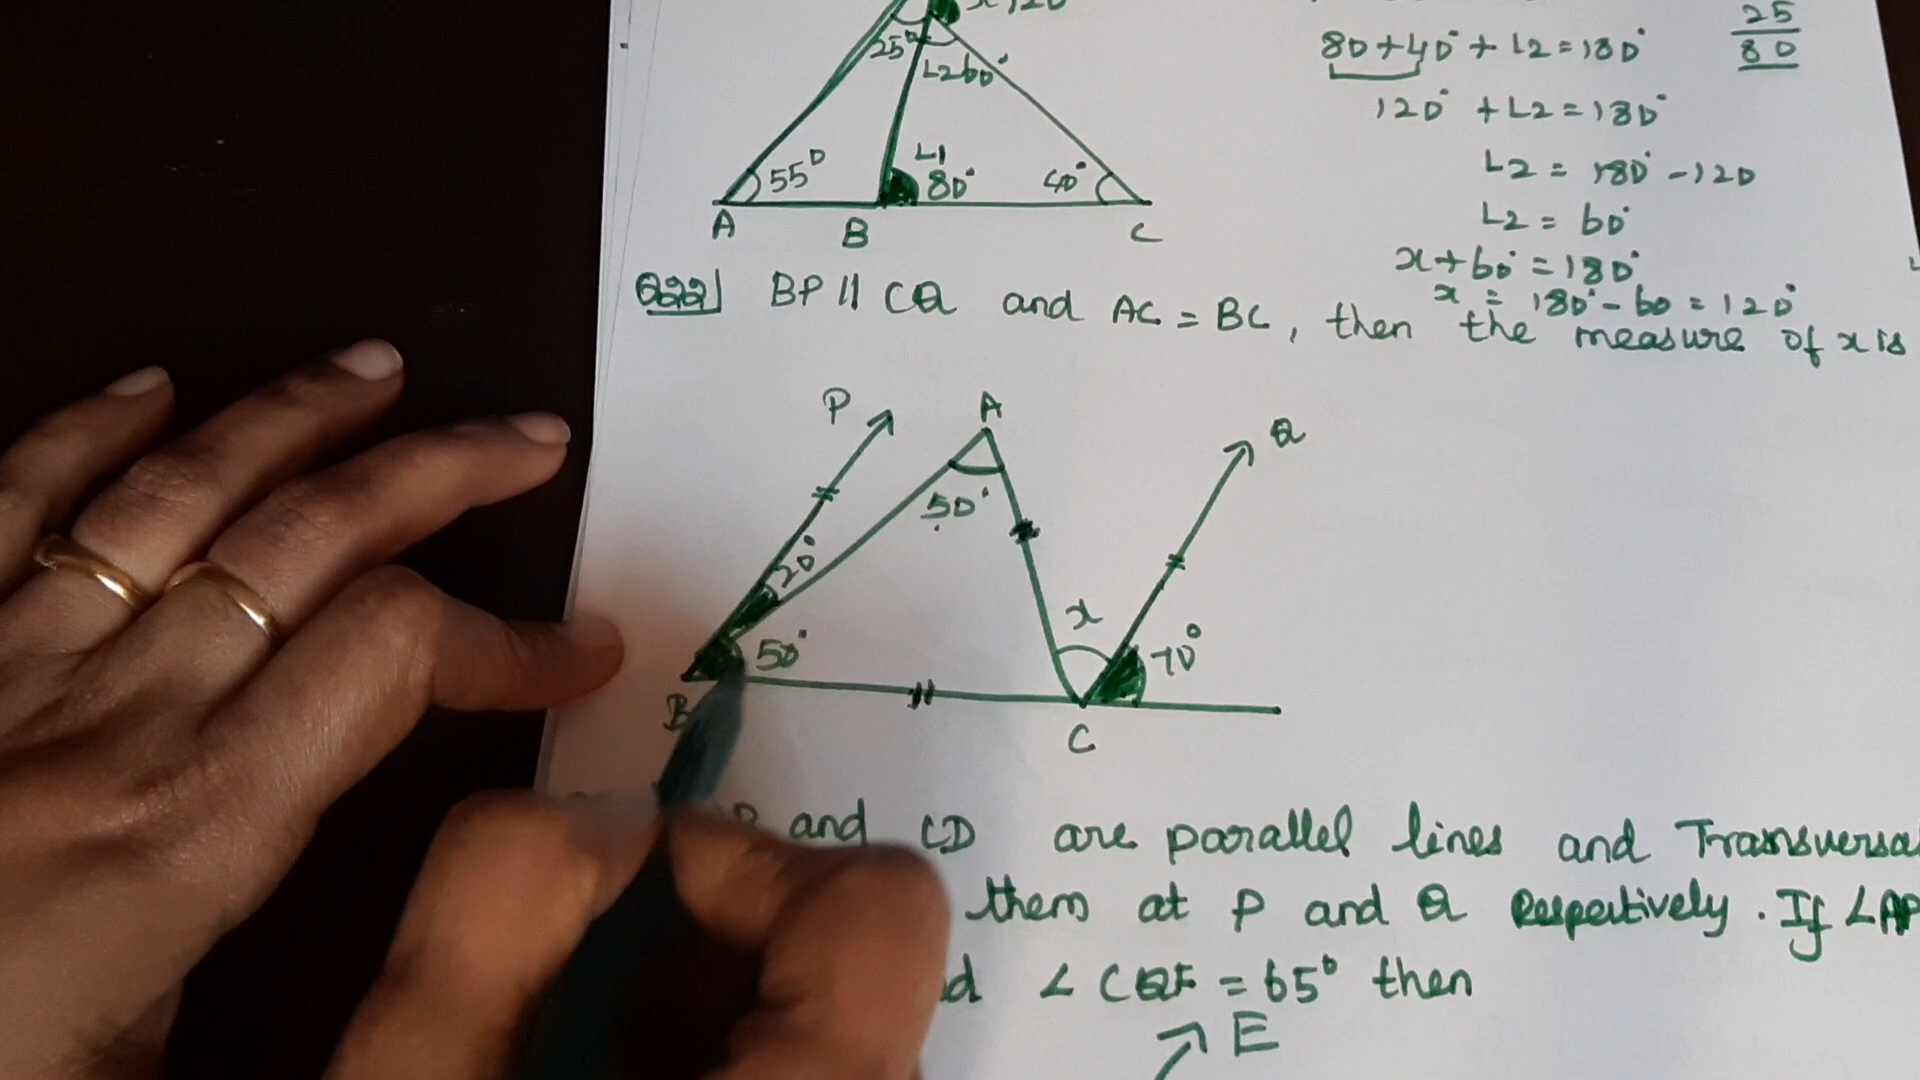 25°
∠2 60°
55°
∠1
80°
40°
A
B
C
25
80
80+40°+∠2=180°
120°+∠2=180°
∠2=180°-120
∠2=60°
x+60°=180°
x=180°-60=120°
Q22| BP || CQ and AC = BC, then the measure of x is
P
A
Q
50°
20°
50°
x
70°
B
C
and CD are parallel lines and Transversal
them at P and Q Respectively. If
∠CQF = 65° then
E